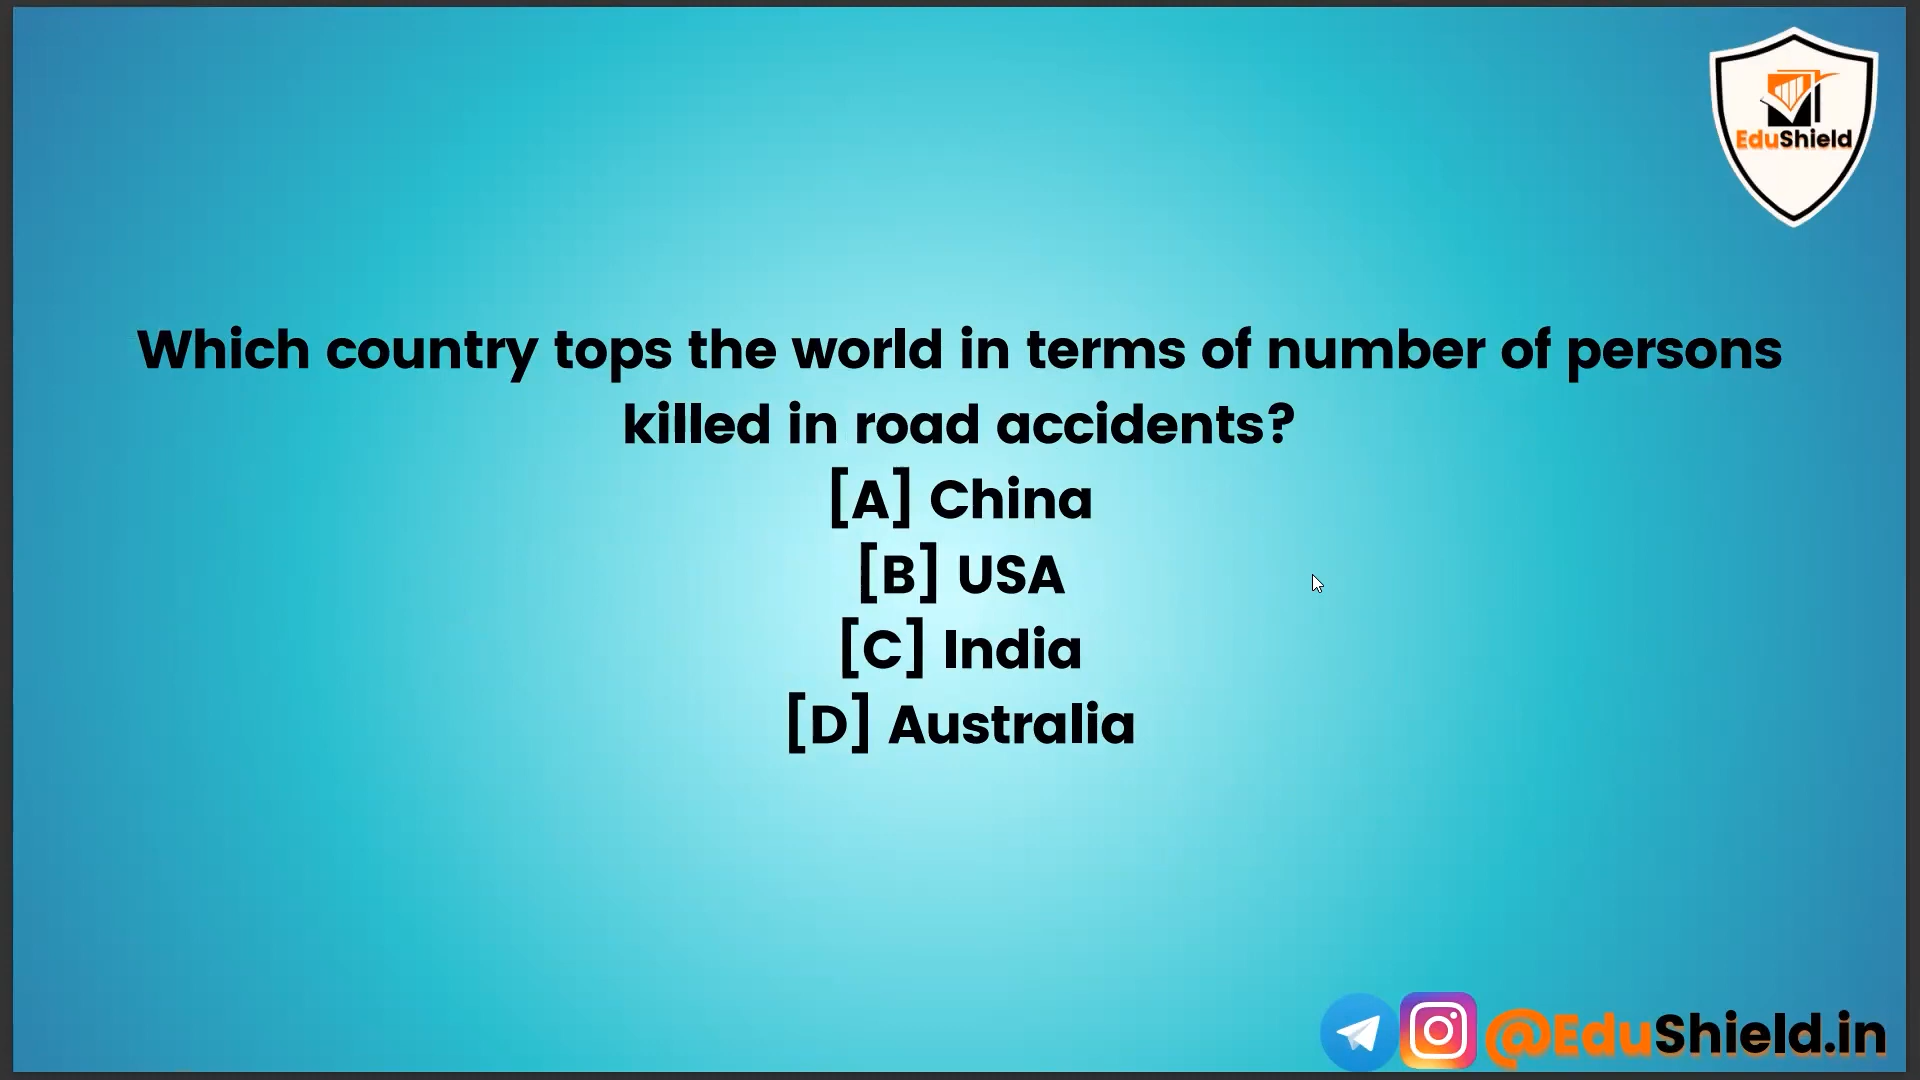 EduShield
Which country tops the world in terms of number of persons
killed in road accidents?
[A] China
[B] USA
[C] India
[D] Australia
@EduShield.in